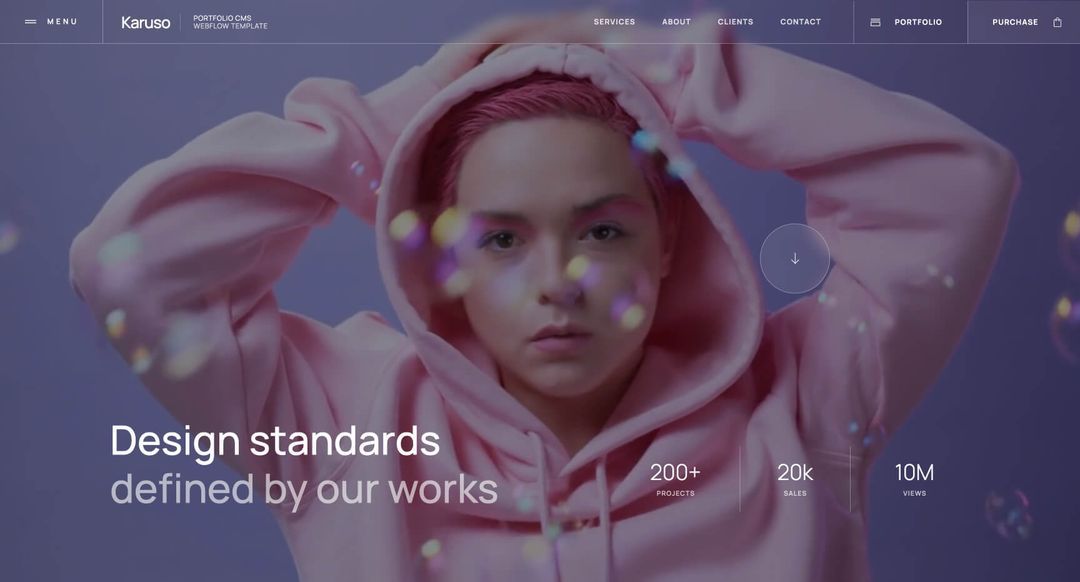 MENU
Karuso
PORTFOLIO CMS
WEBFLOW TEMPLATE
SERVICES
ABOUT
CLIENTS
CONTACT
PORTFOLIO
PURCHASE
Design standards
defined by our works
200+
PROJECTS
20k
SALES
10M
VIEWS